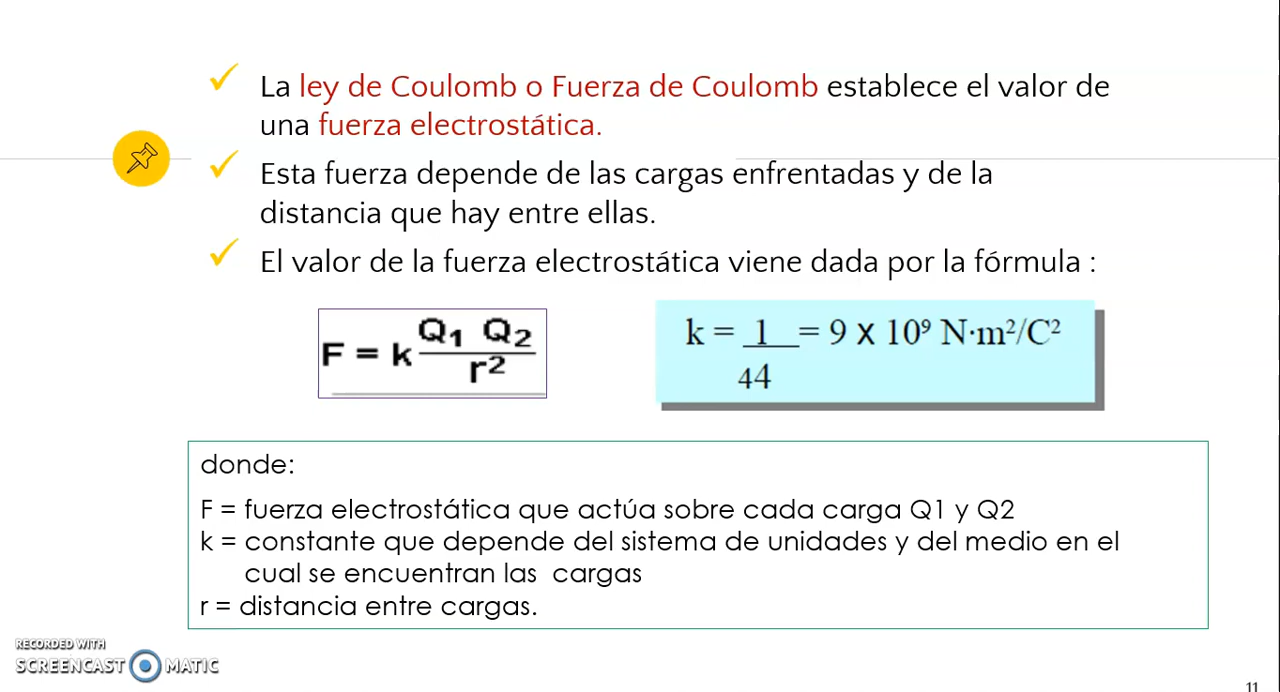 La ley de Coulomb o Fuerza de Coulomb establece el valor de
una fuerza electrostática.
Esta fuerza depende de las cargas enfrentadas y de la
distancia que hay entre ellas.
El valor de la fuerza electrostática viene dada por la fórmula :
F = k Q₁ Q₂ / r²
k = 1 / 44 = 9 X 10⁹ N·m²/C²
donde:
F = fuerza electrostática que actúa sobre cada carga Q1 y Q2
k = constante que depende del sistema de unidades y del medio en el
cual se encuentran las cargas
r = distancia entre cargas.
RECORDED WITH
SCREENCAST MATIC
11